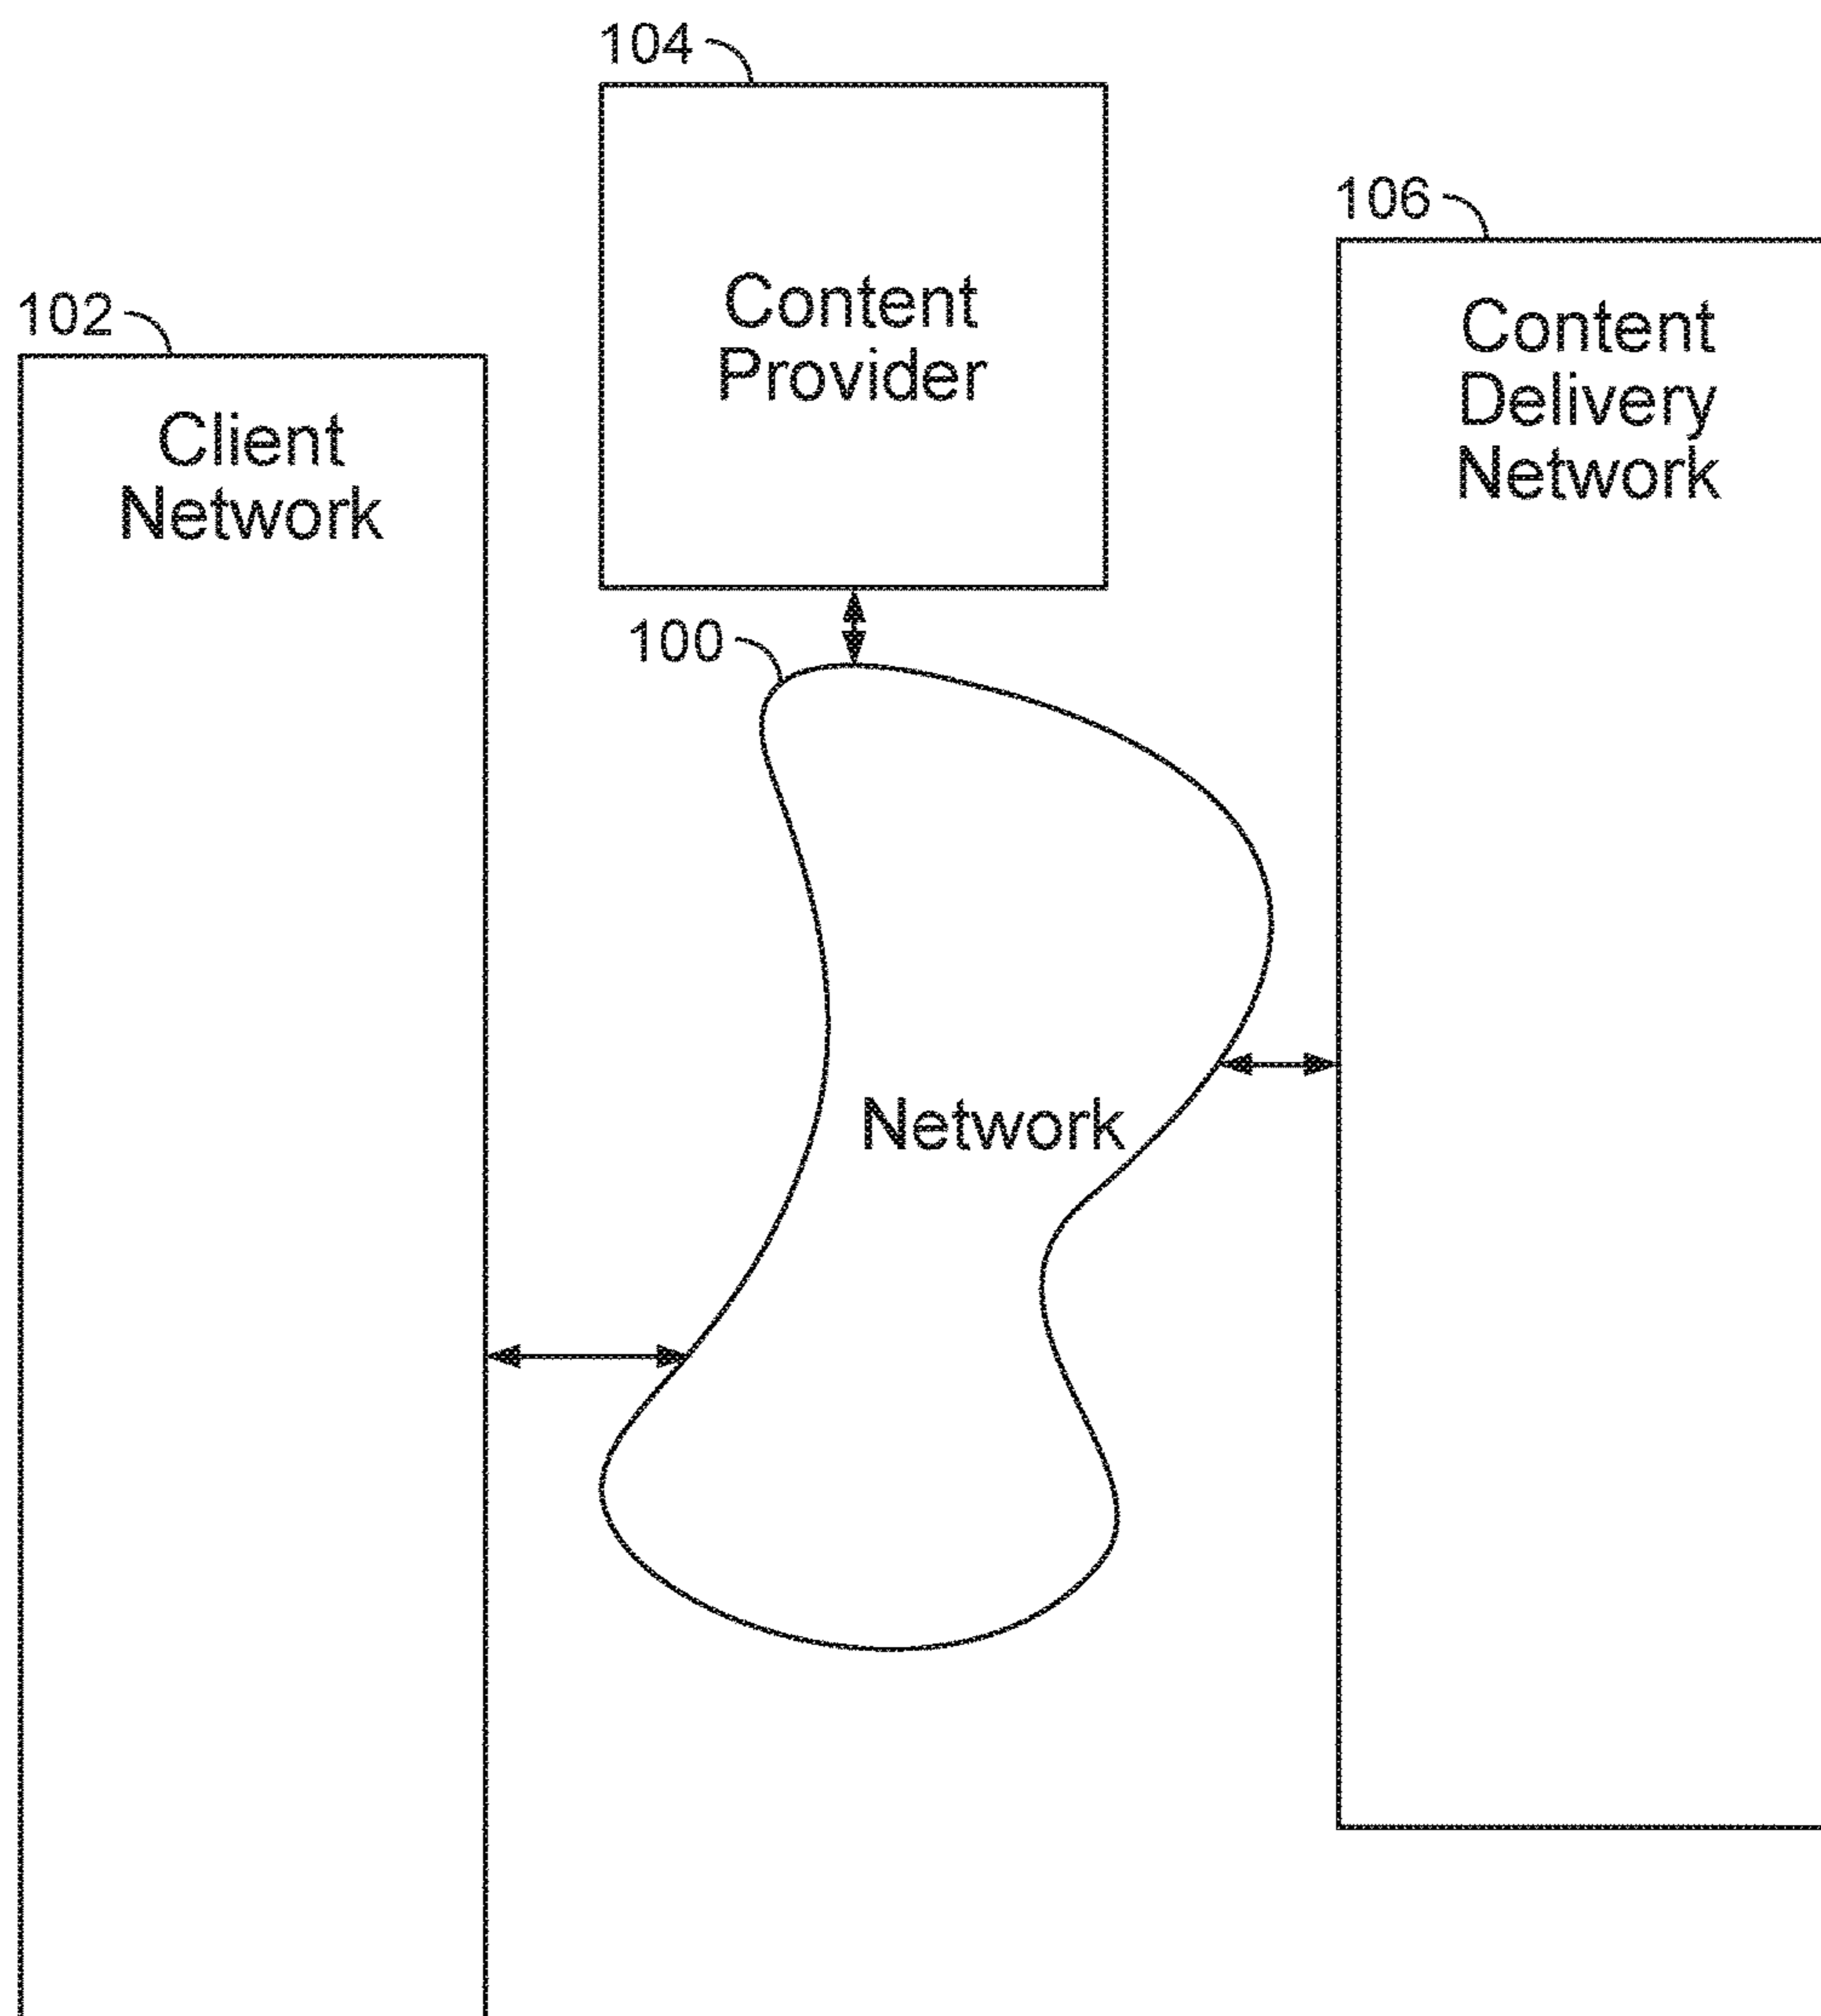 104
Content
Provider
106
Content
Delivery
Network
102
Client
Network
100
Network